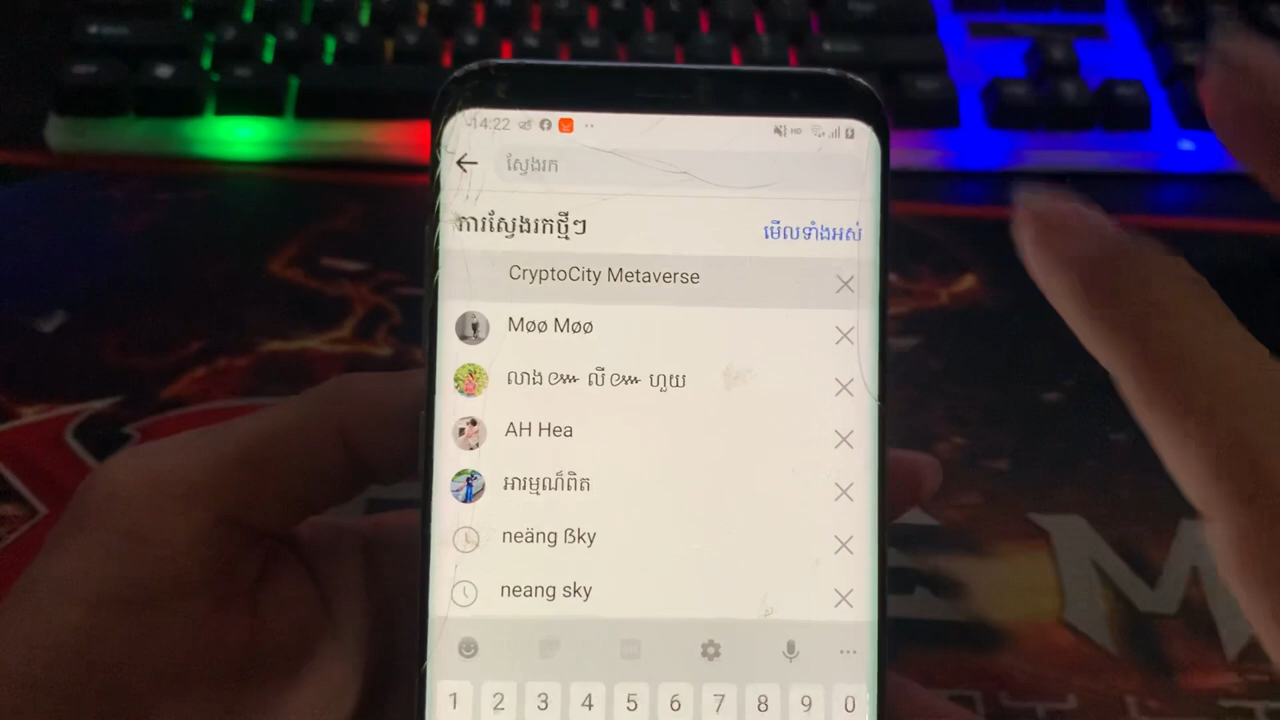 14:22
HD
ស្វែងរក
ការស្វែងរកថ្មីៗ
មើលទាំងអស់
CryptoCity Metaverse
Møø Møø
លាង លី ហួយ
AH Hea
អារម្មណ៏ពិត
neäng ẞky
neang sky
1 2 3 4 5 6 7 8 9 0